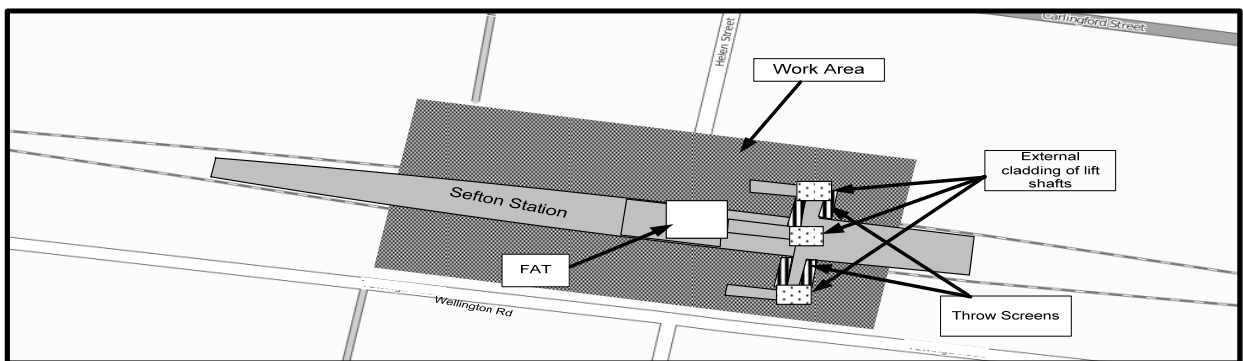 Carlingford Street
Helen Street
Work Area
External
cladding of lift
shafts
Sefton Station
FAT
Wellington Rd
Throw Screens